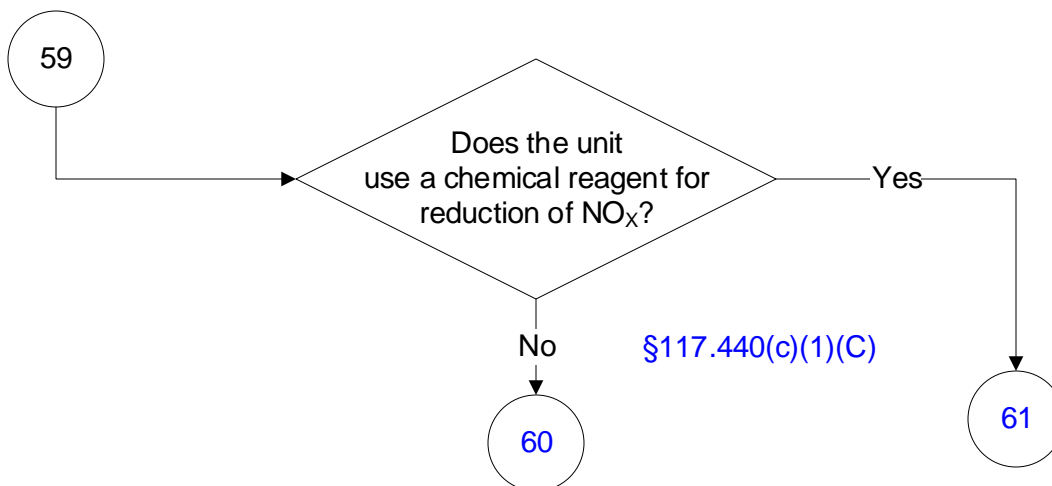 59
Does the unit
use a chemical reagent for
reduction of NOX?
Yes
No
§117.440(c)(1)(C)
60
61